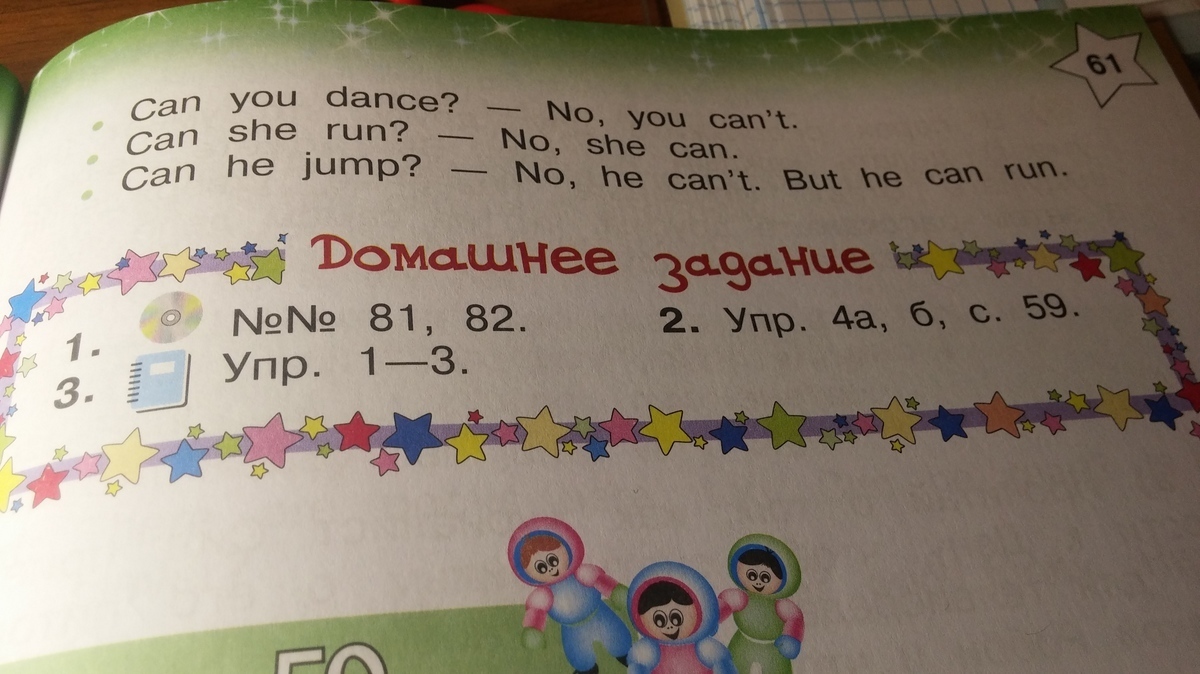 61
Can you dance? — No, you can't.
Can she run? — No, she can.
Can he jump? — No, he can't. But he can run.
Домашнее задание
1. №№ 81, 82. 2. Упр. 4а, б, с. 59.
3. Упр. 1—3.